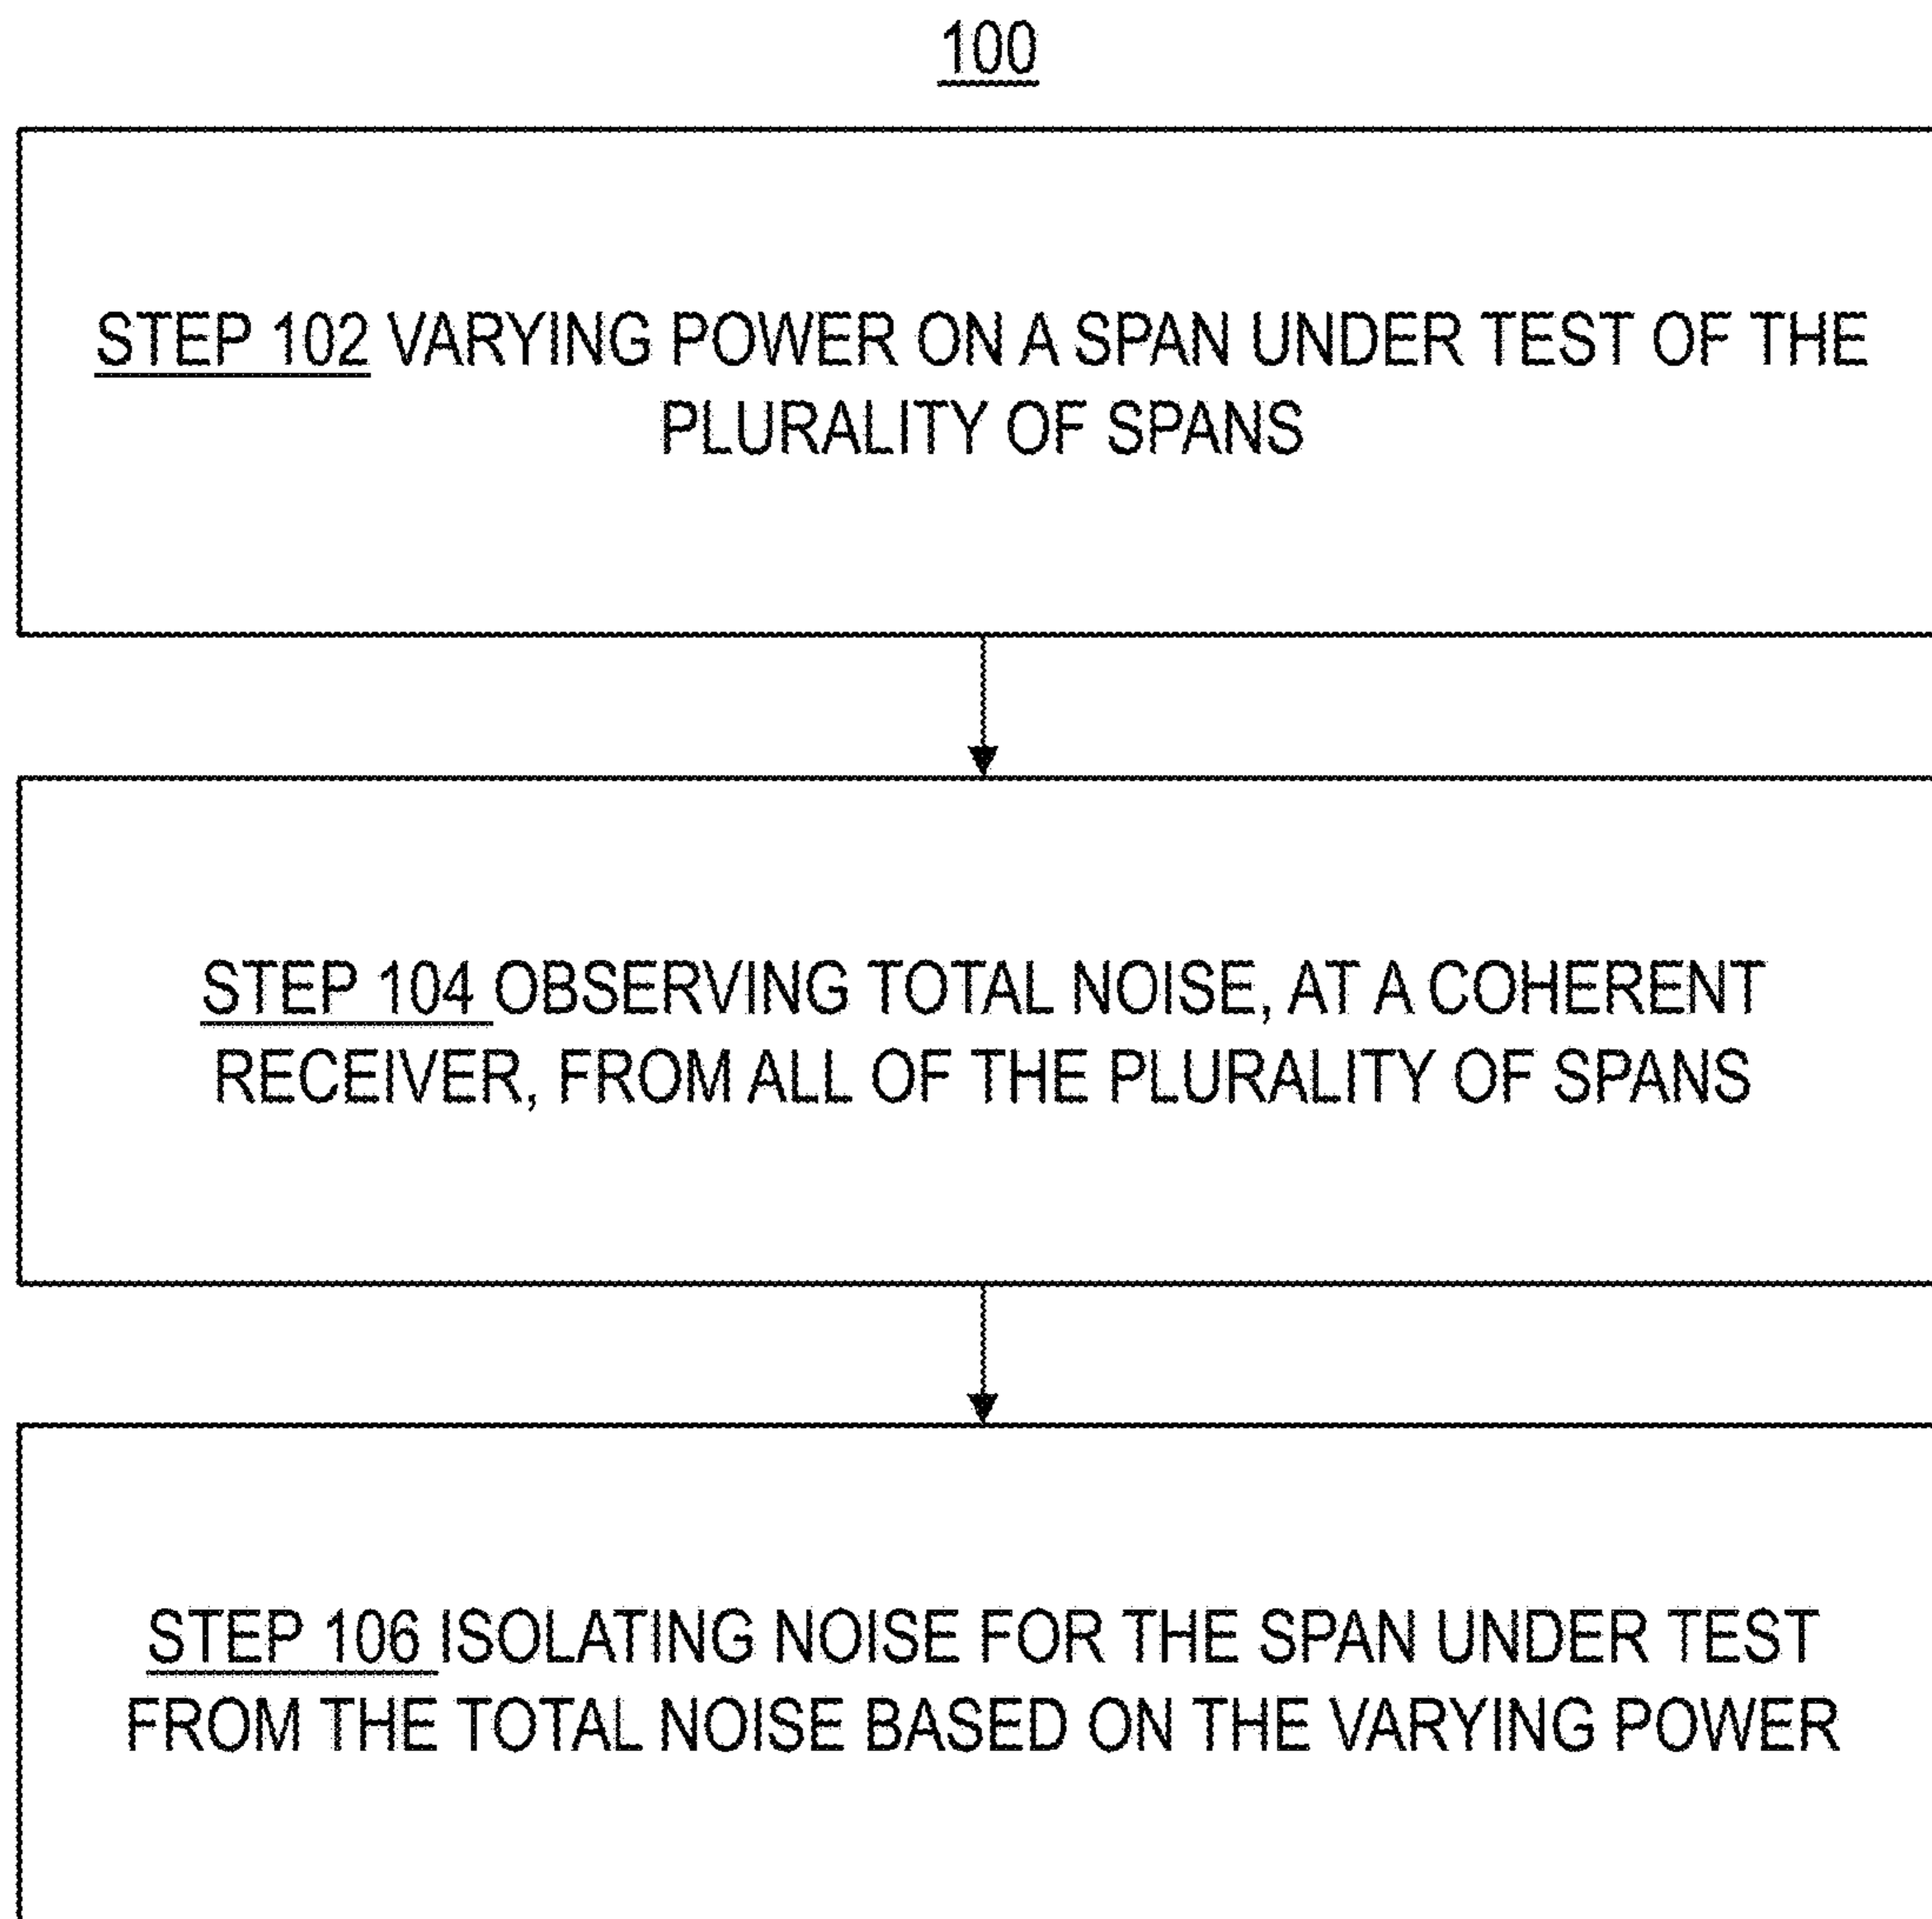 100
STEP 102 VARYING POWER ON A SPAN UNDER TEST OF THE
PLURALITY OF SPANS
STEP 104 OBSERVING TOTAL NOISE, AT A COHERENT
RECEIVER, FROM ALL OF THE PLURALITY OF SPANS
STEP 106 ISOLATING NOISE FOR THE SPAN UNDER TEST
FROM THE TOTAL NOISE BASED ON THE VARYING POWER